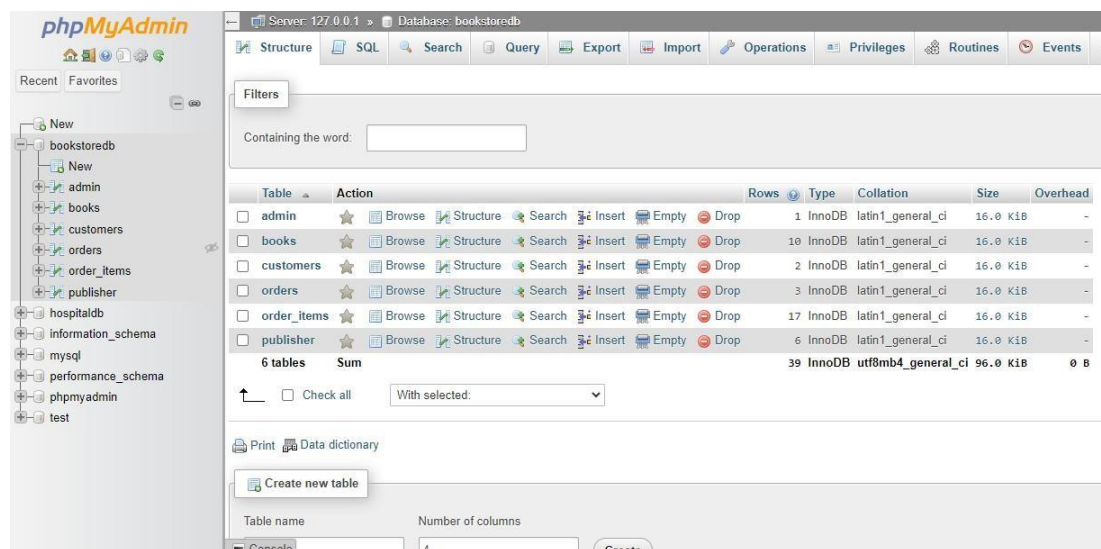 phpMyAdmin
Recent Favorites
New
bookstoredb
New
admin
books
customers
orders
order_items
publisher
hospitaldb
information_schema
mysql
performance_schema
phpmyadmin
test
Server: 127.0.0.1 » Database: bookstoredb
Structure SQL Search Query Export Import Operations Privileges Routines Events
Filters
Containing the word:
Table Action Rows Type Collation Size Overhead
admin Browse Structure Search Insert Empty Drop 1 InnoDB latin1_general_ci 16.0 KiB -
books Browse Structure Search Insert Empty Drop 10 InnoDB latin1_general_ci 16.0 KiB -
customers Browse Structure Search Insert Empty Drop 2 InnoDB latin1_general_ci 16.0 KiB -
orders Browse Structure Search Insert Empty Drop 3 InnoDB latin1_general_ci 16.0 KiB -
order_items Browse Structure Search Insert Empty Drop 17 InnoDB latin1_general_ci 16.0 KiB -
publisher Browse Structure Search Insert Empty Drop 6 InnoDB latin1_general_ci 16.0 KiB -
6 tables Sum 39 InnoDB utf8mb4_general_ci 96.0 KiB 0 B
Check all With selected:
Print Data dictionary
Create new table
Table name Number of columns
Console 4 Create